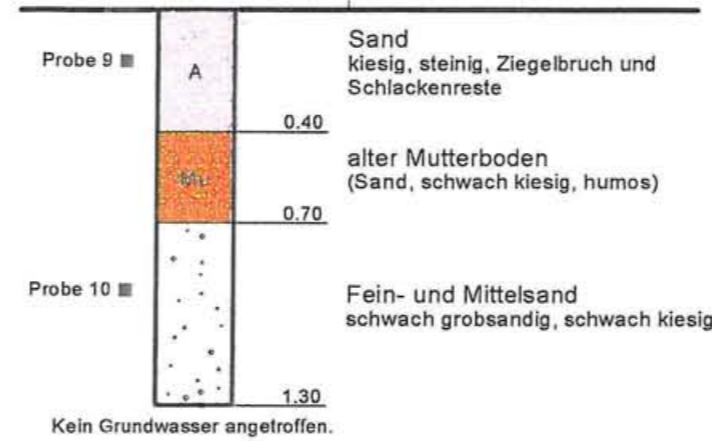 Sand
Probe 9
A
kiesig, steinig, Ziegelbruch und
Schlackenreste
0.40
alter Mutterboden
Mu
(Sand, schwach kiesig, humos)
0.70
Probe 10
Fein- und Mittelsand
schwach grobsandig, schwach kiesig
1.30
Kein Grundwasser angetroffen.